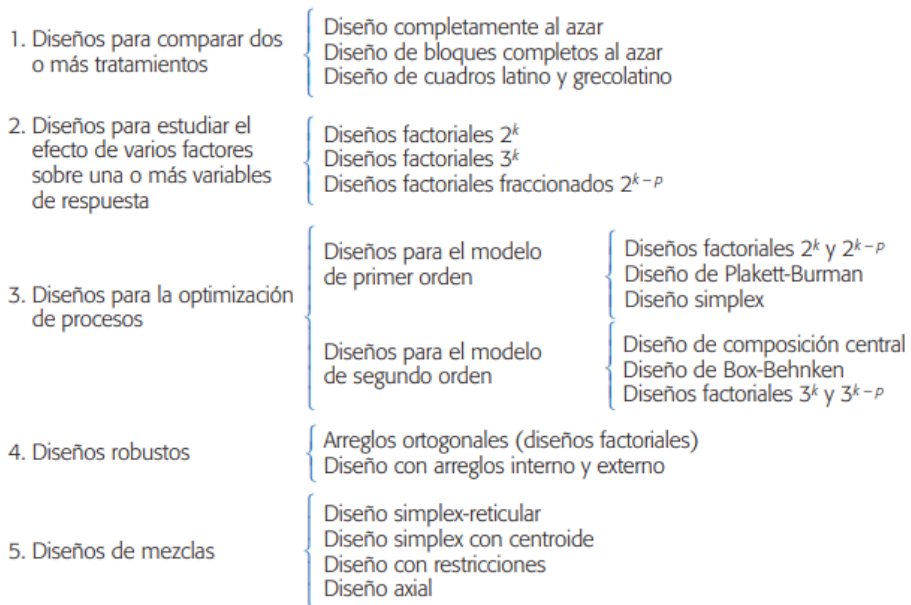 1. Diseños para comparar dos
o más tratamientos
Diseño completamente al azar
Diseño de bloques completos al azar
Diseño de cuadros latino y grecolatino
2. Diseños para estudiar el
efecto de varios factores
sobre una o más variables
de respuesta
Diseños factoriales 2^k
Diseños factoriales 3^k
Diseños factoriales fraccionados 2^{k-p}
3. Diseños para la optimización
de procesos
Diseños para el modelo
de primer orden
Diseños factoriales 2^k y 2^{k-p}
Diseño de Plakett-Burman
Diseño simplex
Diseños para el modelo
de segundo orden
Diseño de composición central
Diseño de Box-Behnken
Diseños factoriales 3^k y 3^{k-p}
4. Diseños robustos
Arreglos ortogonales (diseños factoriales)
Diseño con arreglos interno y externo
5. Diseños de mezclas
Diseño simplex-reticular
Diseño simplex con centroide
Diseño con restricciones
Diseño axial